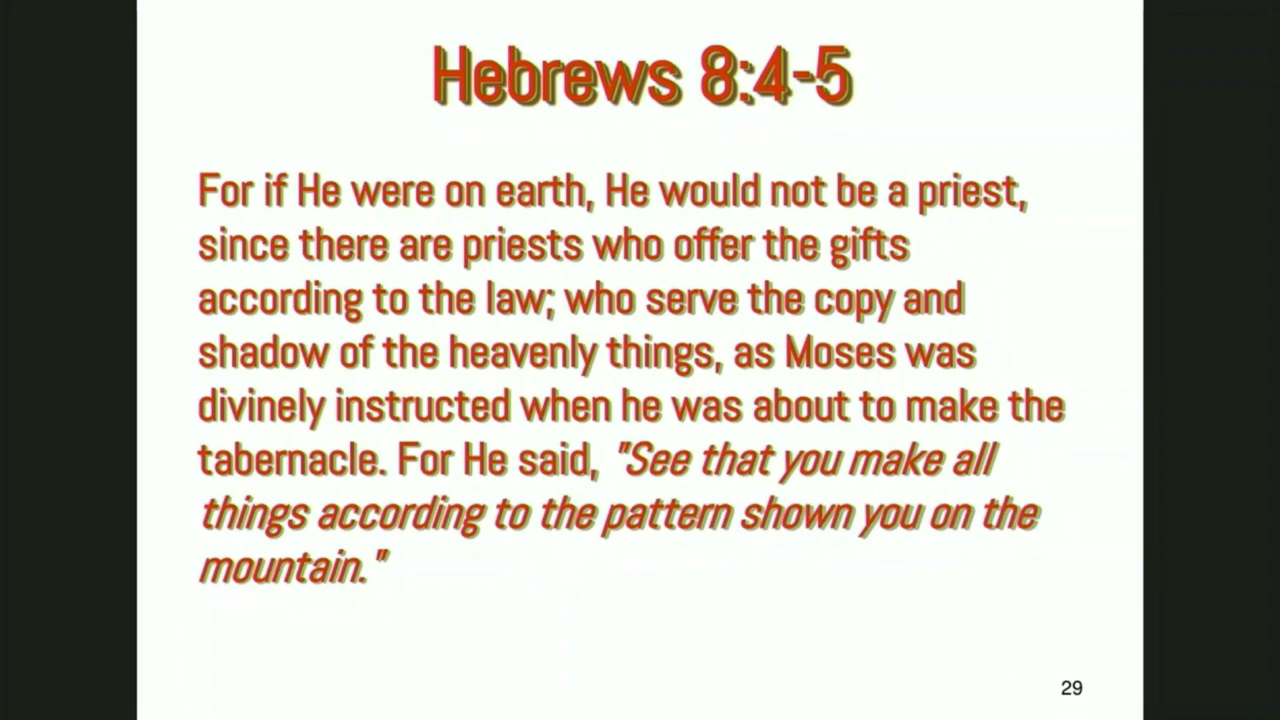 Hebrews 8:4-5
For if He were on earth, He would not be a priest,
since there are priests who offer the gifts
according to the law; who serve the copy and
shadow of the heavenly things, as Moses was
divinely instructed when he was about to make the
tabernacle. For He said, "See that you make all
things according to the pattern shown you on the
mountain."
29